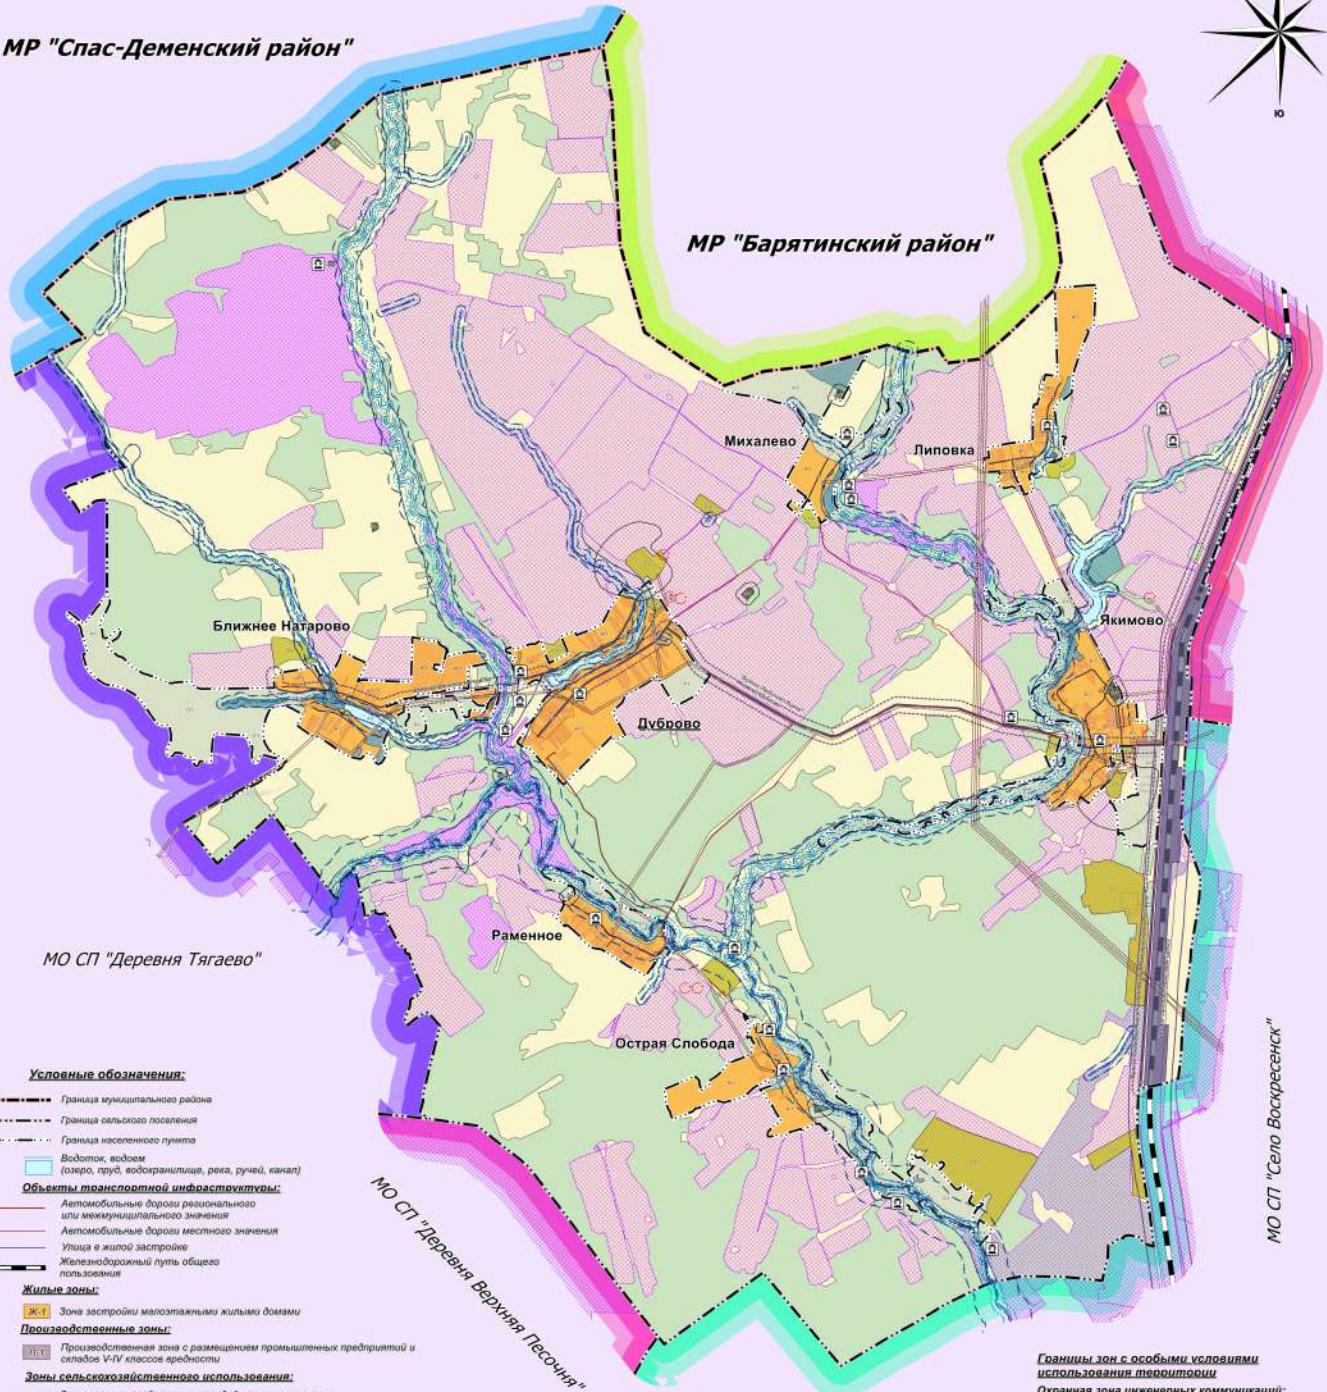 МР "Спас-Деменский район"
ю
МР "Барятинский район"
Михалево
Липовка
Ближнее Натарово
Якимово
Дуброво
Раменное
МО СП "Деревня Тягаево"
Острая Слобода
МО СП "Село Воскресенск"
МО СП "Деревня Верхняя Песочня"
Условные обозначения:
Граница муниципального района
Граница сельского поселения
Граница населенного пункта
Водоток, водоем
(озеро, пруд, водохранилище, река, ручей, канал)
Объекты транспортной инфраструктуры:
Автомобильные дороги регионального
или межмуниципального значения
Автомобильные дороги местного значения
Улица в жилой застройке
Железнодорожный путь общего
пользования
Жилые зоны:
Ж-1 Зона застройки малоэтажными жилыми домами
Производственные зоны:
П-1 Производственная зона с размещением промышленных предприятий и
складов V-IV классов вредности
Зоны сельскохозяйственного использования:
Границы зон с особыми условиями
использования территории
Охранная зона инженерных коммуникаций: